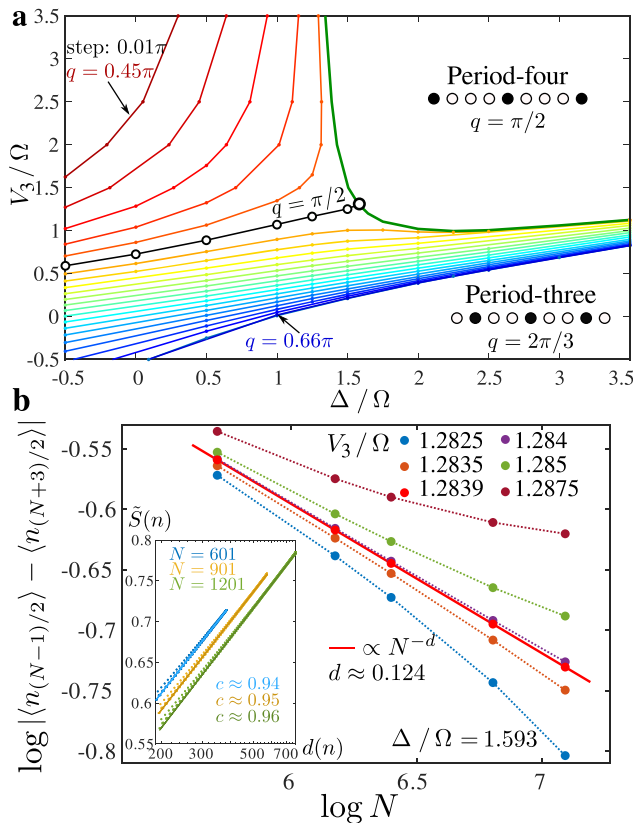 a
3.5
3
2.5
2
1.5
1
0.5
0
-0.5
V₃ / Ω
step: 0.01π
q = 0.45π
q = π/2
q = 0.66π
Period-four
q = π/2
Period-three
q = 2π/3
-0.5 0 0.5 1 1.5 2 2.5 3 3.5
Δ / Ω
b
log |⟨n(N−1)/2⟩ − ⟨n(N+3)/2⟩|
-0.55
-0.6
-0.65
-0.7
-0.75
-0.8
V₃ / Ω
1.2825 1.284
1.2835 1.285
1.2839 1.2875
S̃(n)
0.8
0.75
0.7
0.65
0.6
0.55
N = 601
N = 901
N = 1201
c ≈ 0.94
c ≈ 0.95
c ≈ 0.96
200 300 500 700
d(n)
∝ N⁻ᵈ
d ≈ 0.124
Δ / Ω = 1.593
6 6.5 7
log N